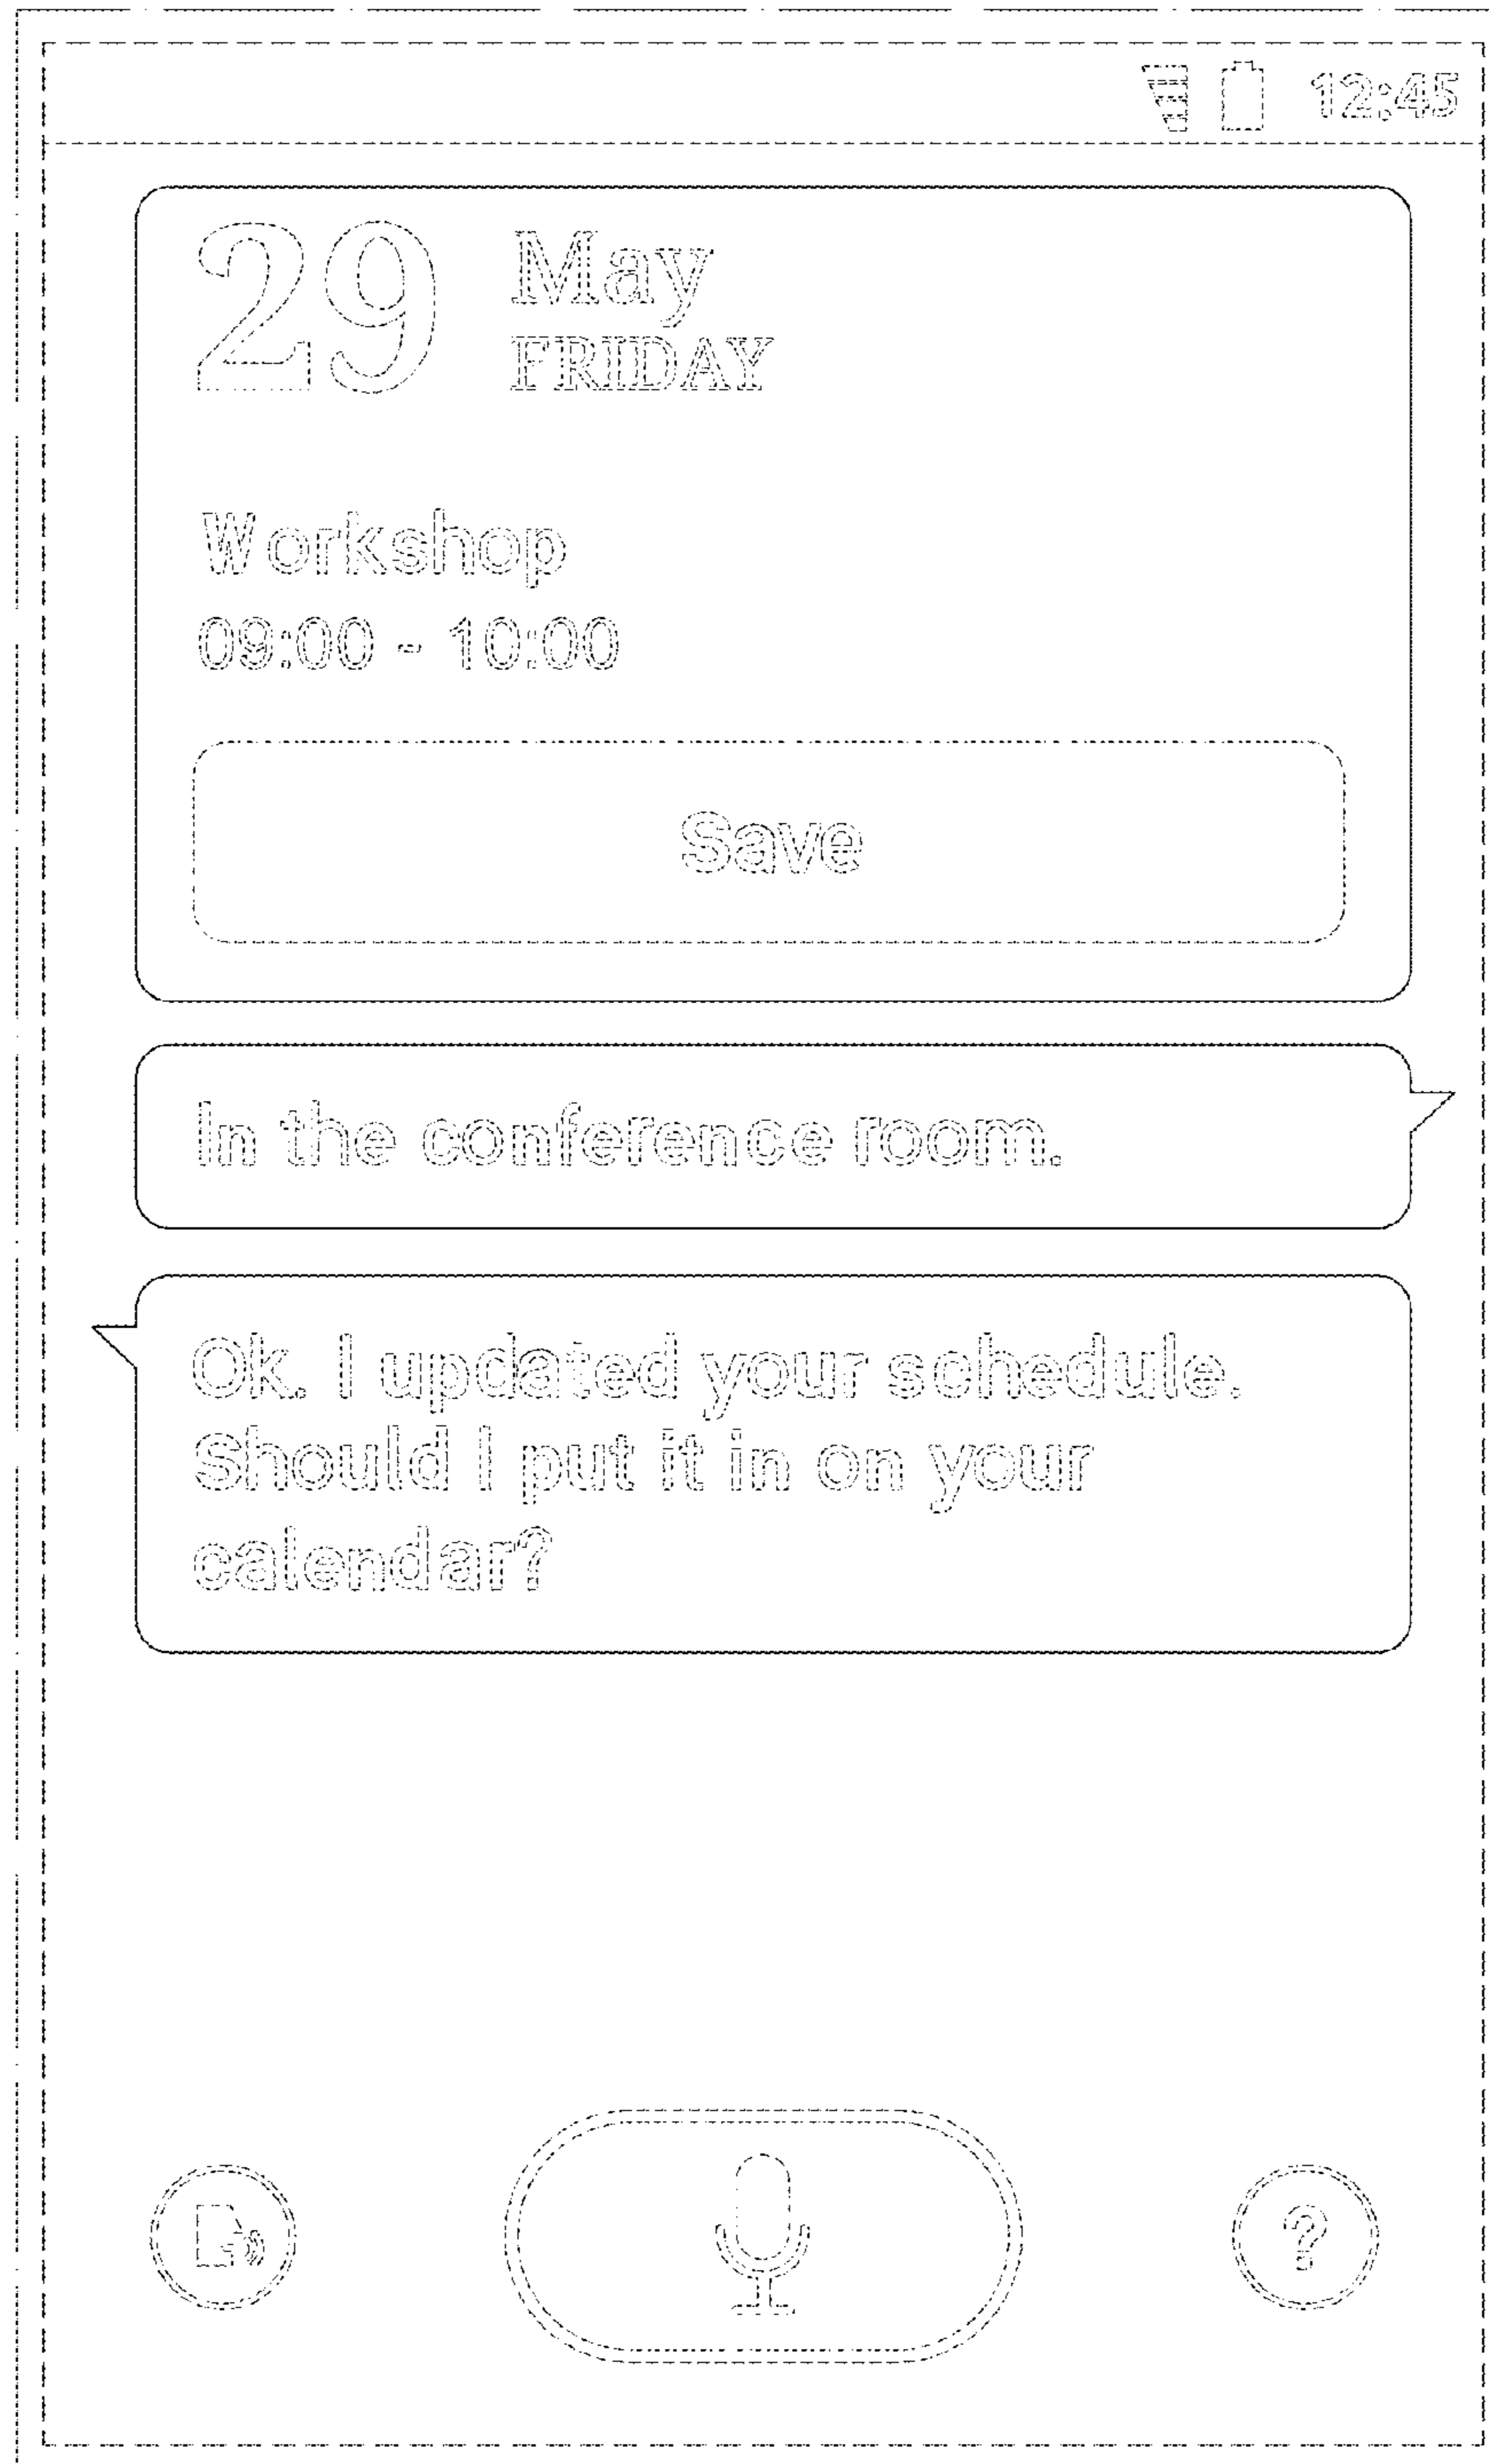 12:45
29 May
FRIDAY
Workshop
09:00 - 10:00
Save
In the conference room.
Ok. I updated your schedule.
Should I put it in on your
calendar?
?